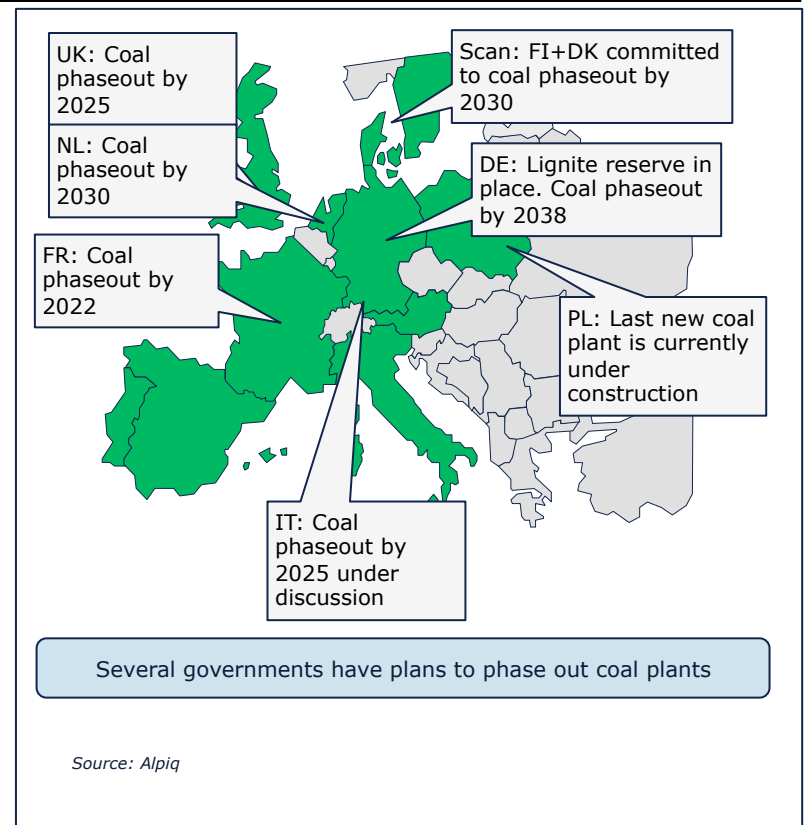 UK: Coal
phaseout by
2025
NL: Coal
phaseout by
2030
FR: Coal
phaseout by
2022
Scan: FI+DK committed
to coal phaseout by
2030
DE: Lignite reserve in
place. Coal phaseout
by 2038
PL: Last new coal
plant is currently
under
construction
IT: Coal
phaseout by
2025 under
discussion
Several governments have plans to phase out coal plants
Source: Alpiq